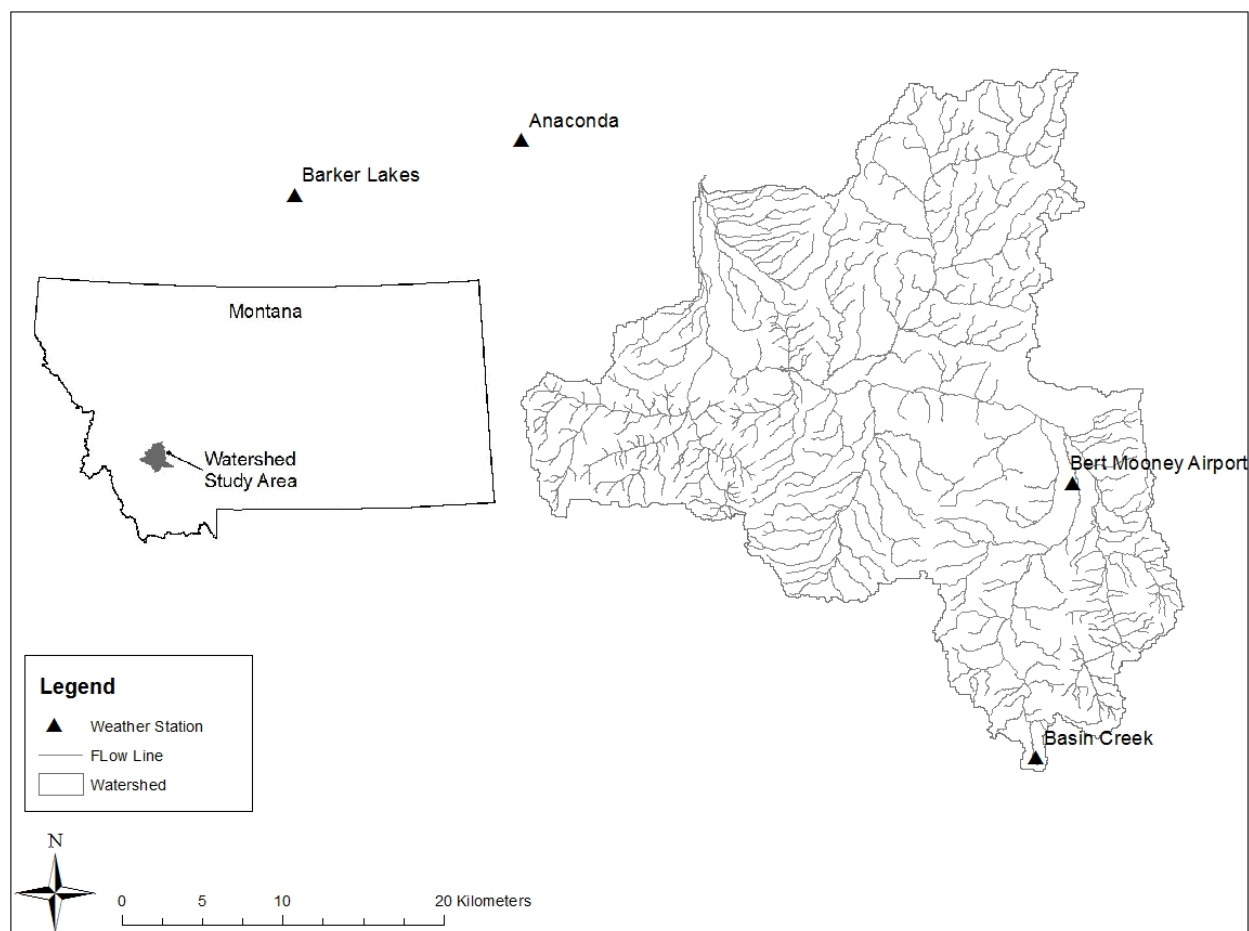 Anaconda
Barker Lakes
Montana
Watershed
Study Area
Bert Mooney Airport
Basin Creek
Legend
Weather Station
FLow Line
Watershed
N
0 5 10 20 Kilometers